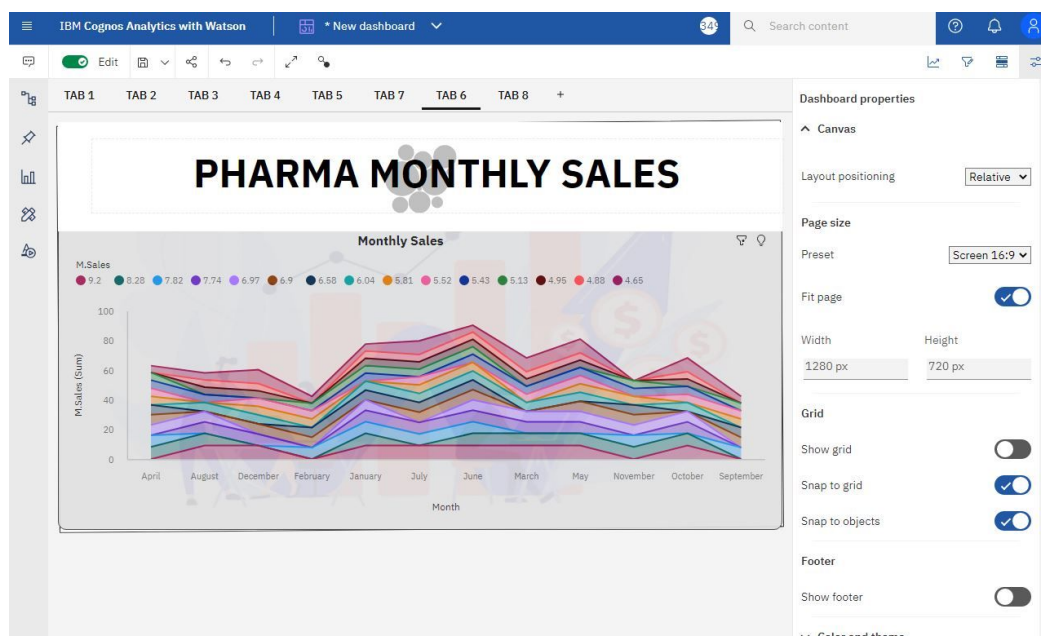 IBM Cognos Analytics with Watson
* New dashboard
Search content
Edit
TAB 1 TAB 2 TAB 3 TAB 4 TAB 5 TAB 7 TAB 6 TAB 8 +
PHARMA MONTHLY SALES
Monthly Sales
M.Sales
9.2 8.28 7.82 7.74 6.97 6.9 6.58 6.04 5.81 5.52 5.43 5.13 4.95 4.88 4.65
M.Sales (Sum)
100
80
60
40
20
0
April August December February January July June March May November October September
Month
Dashboard properties
Canvas
Layout positioning Relative
Page size
Preset Screen 16:9
Fit page
Width Height
1280 px 720 px
Grid
Show grid
Snap to grid
Snap to objects
Footer
Show footer